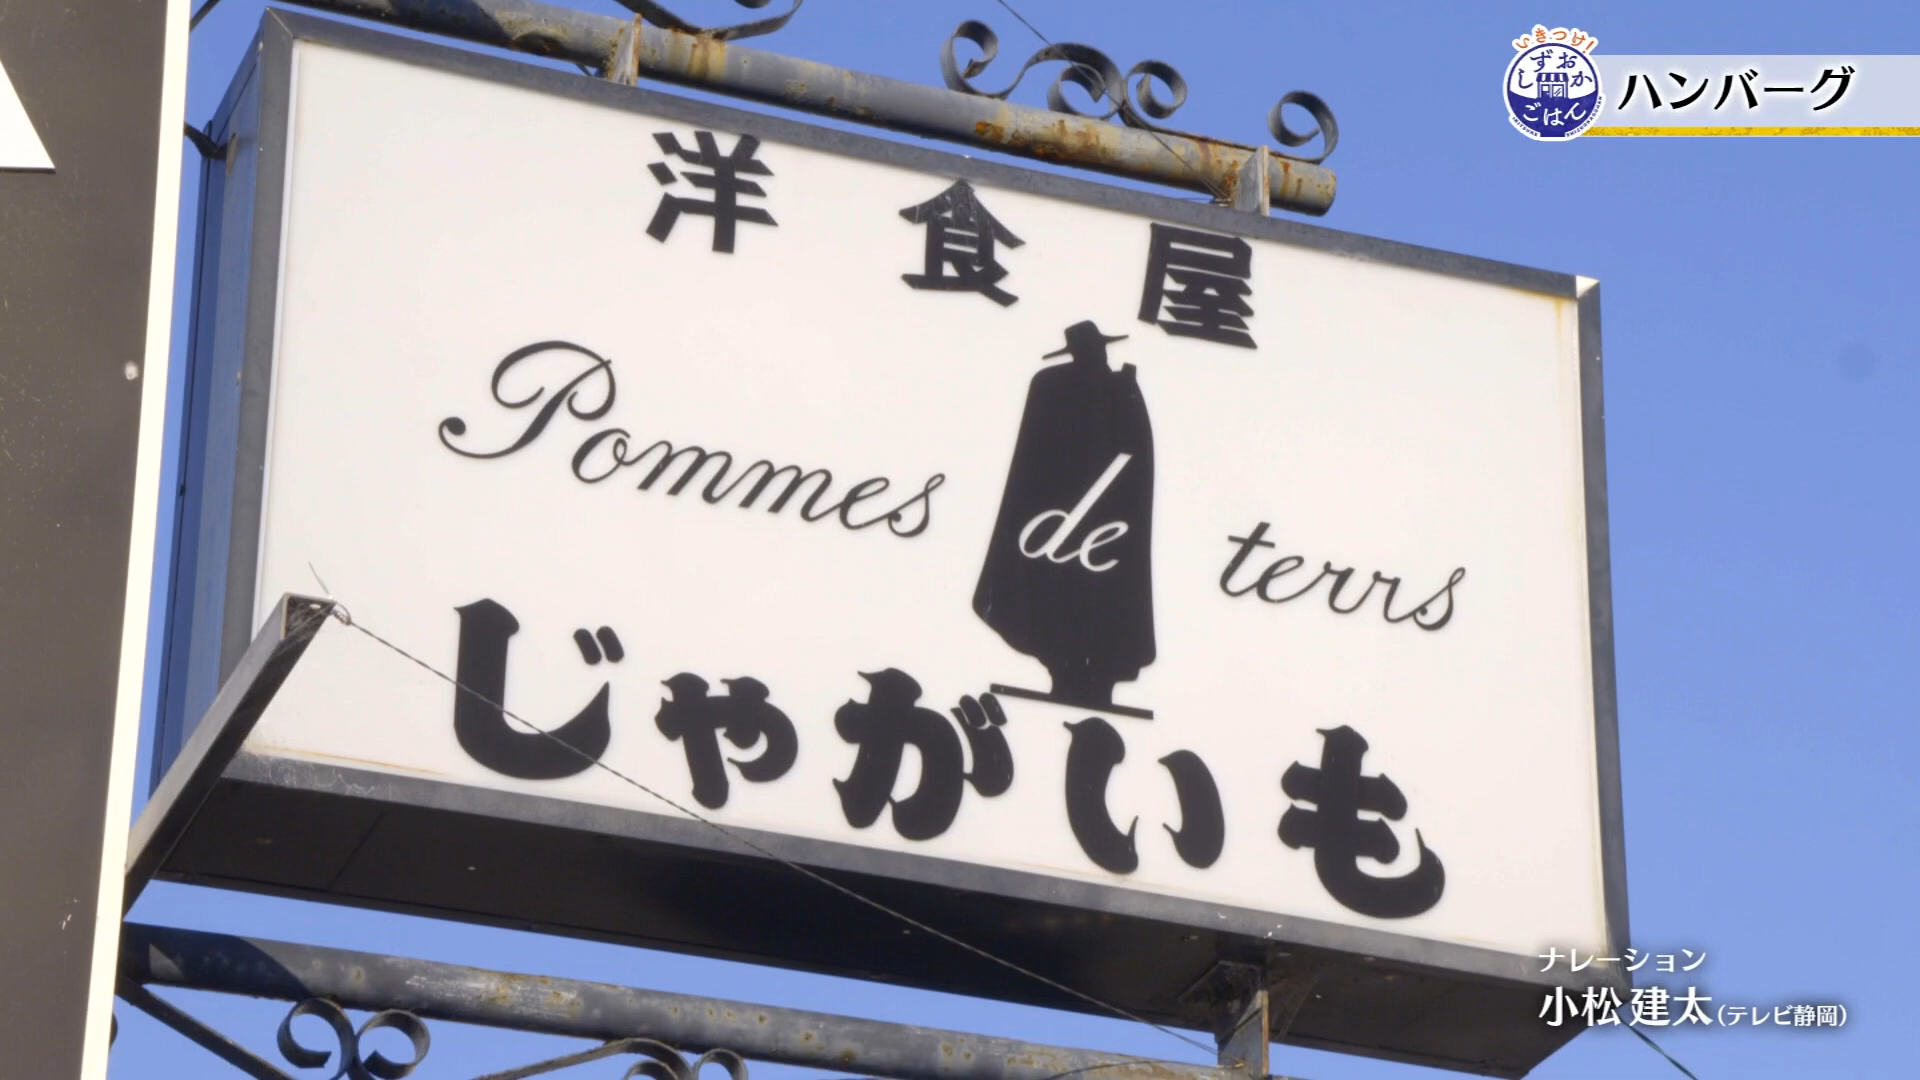 いきつけ！
しずおか
ごはん
ハンバーグ
洋食屋
Pommes de terrs
じゃがいも
ナレーション
小松 建太（テレビ静岡）